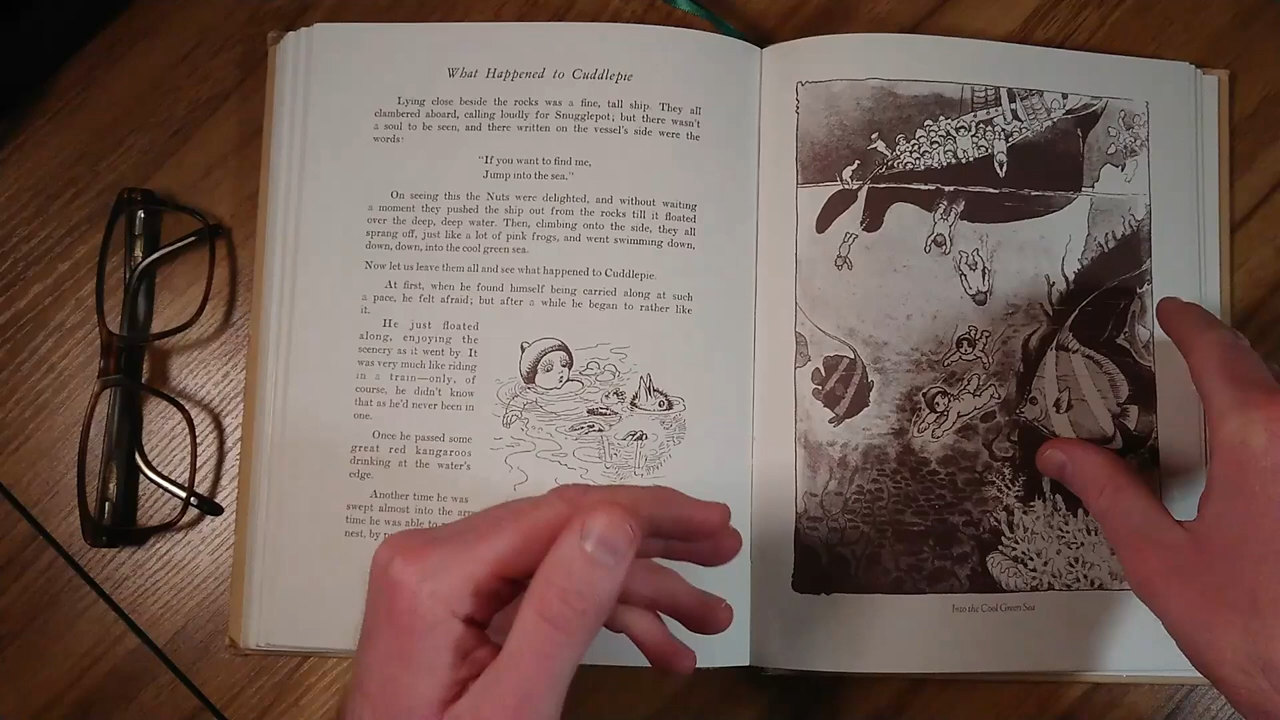 What Happened to Cuddlepie
Lying close beside the rocks was a fine, tall ship. They all
clambered aboard, calling loudly for Snugglepot; but there wasn't
a soul to be seen, and there written on the vessel's side were the
words:
"If you want to find me,
Jump into the sea."
On seeing this the Nuts were delighted, and without waiting
a moment they pushed the ship out from the rocks till it floated
over the deep, deep water. Then, climbing onto the side, they all
sprang off, just like a lot of pink frogs, and went swimming down,
down, down, into the cool green sea.
Now let us leave them all and see what happened to Cuddlepie.
At first, when he found himself being carried along at such
a pace, he felt afraid; but after a while he began to rather like
it.
He just floated
along, enjoying the
scenery as it went by. It
was very much like riding
in a train—only, of
course, he didn't know
that as he'd never been in
one.
Once he passed some
great red kangaroos
drinking at the water's
edge.
Another time he was
swept almost into the
time he was able to
nest, by
Into the Cool Green Sea